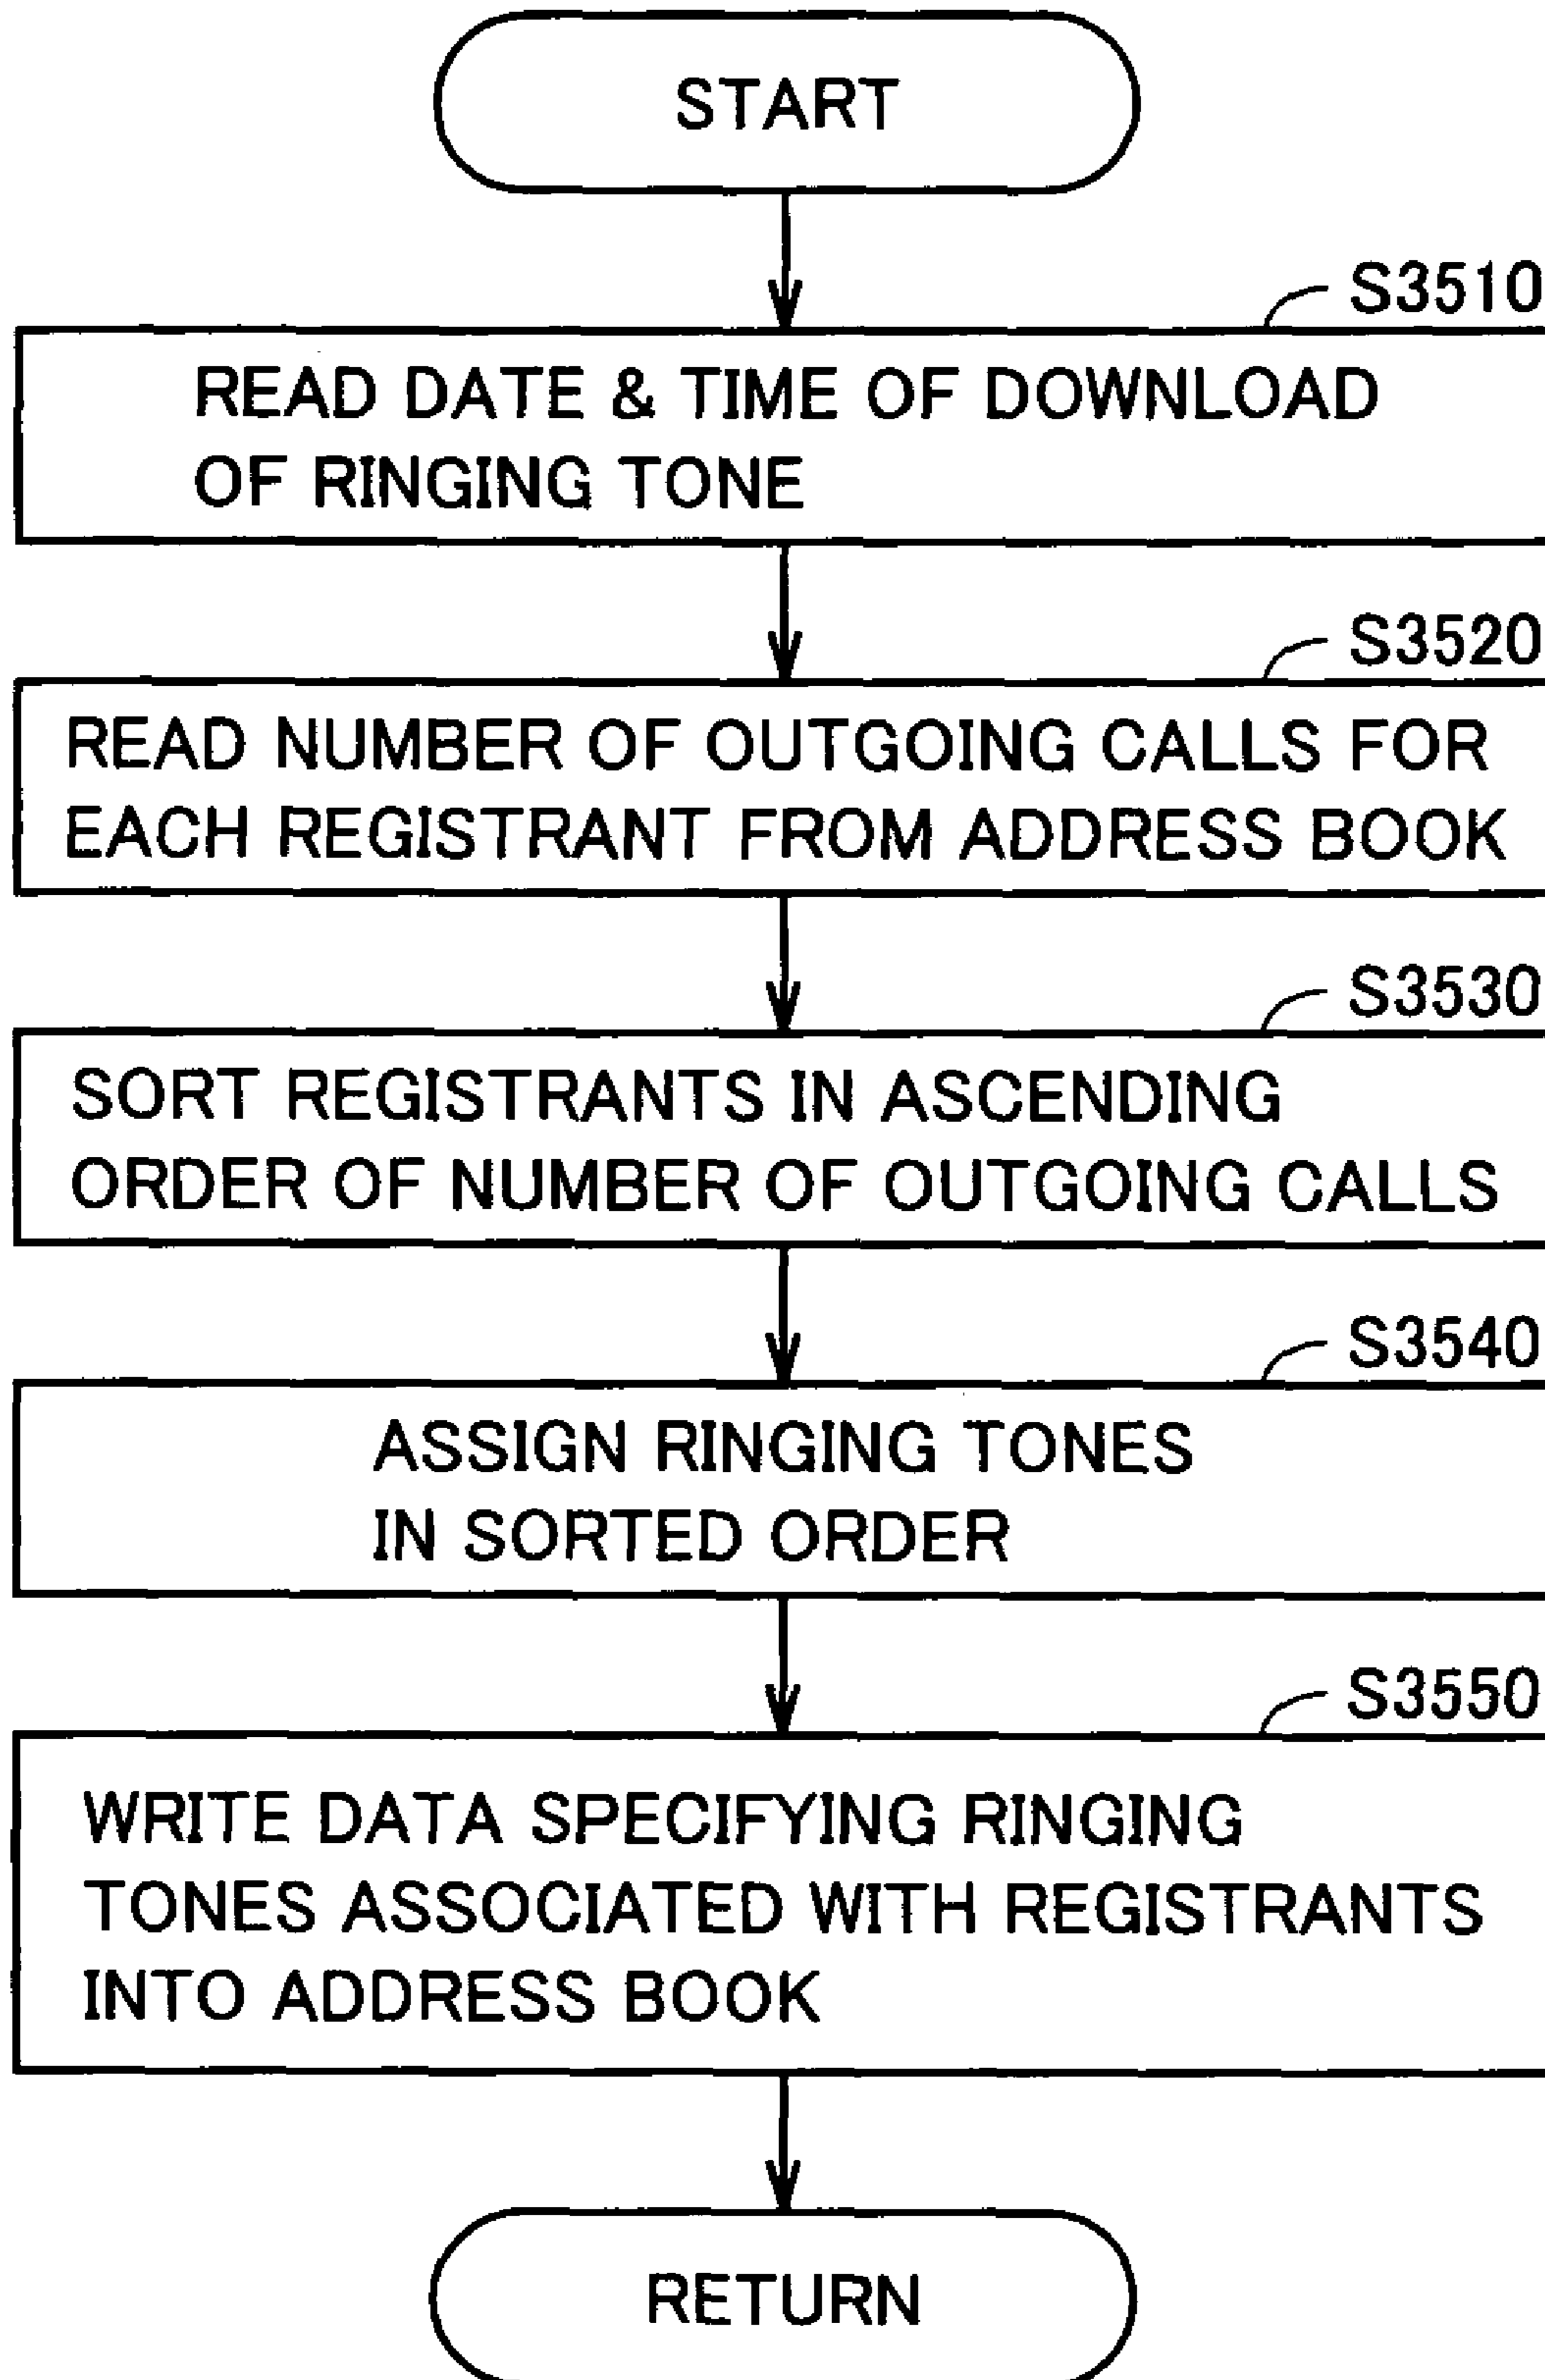 START
S3510
READ DATE & TIME OF DOWNLOAD
OF RINGING TONE
S3520
READ NUMBER OF OUTGOING CALLS FOR
EACH REGISTRANT FROM ADDRESS BOOK
S3530
SORT REGISTRANTS IN ASCENDING
ORDER OF NUMBER OF OUTGOING CALLS
S3540
ASSIGN RINGING TONES
IN SORTED ORDER
S3550
WRITE DATA SPECIFYING RINGING
TONES ASSOCIATED WITH REGISTRANTS
INTO ADDRESS BOOK
RETURN